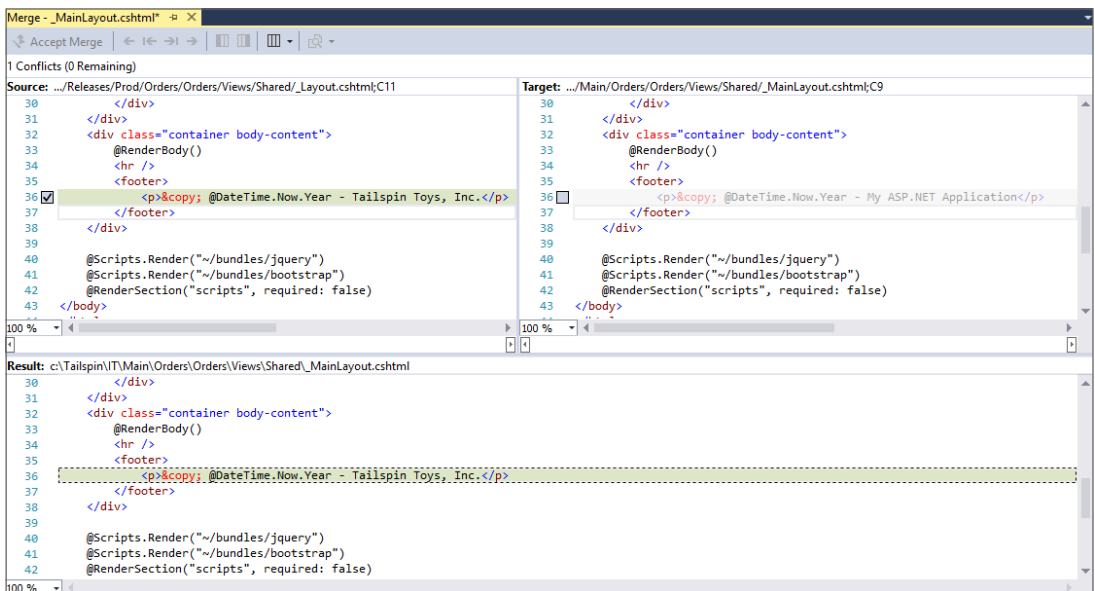 Merge - _MainLayout.cshtml*
Accept Merge
1 Conflicts (0 Remaining)
Source: .../Releases/Prod/Orders/Orders/Views/Shared/_Layout.cshtml;C11
30 </div>
31 </div>
32 <div class="container body-content">
33 @RenderBody()
34 <hr />
35 <footer>
36 <p>&copy; @DateTime.Now.Year - Tailspin Toys, Inc.</p>
37 </footer>
38 </div>
39
40 @Scripts.Render("~/bundles/jquery")
41 @Scripts.Render("~/bundles/bootstrap")
42 @RenderSection("scripts", required: false)
43 </body>
100 %
Target: .../Main/Orders/Orders/Views/Shared/_MainLayout.cshtml;C9
30 </div>
31 </div>
32 <div class="container body-content">
33 @RenderBody()
34 <hr />
35 <footer>
36 <p>&copy; @DateTime.Now.Year - My ASP.NET Application</p>
37 </footer>
38 </div>
39
40 @Scripts.Render("~/bundles/jquery")
41 @Scripts.Render("~/bundles/bootstrap")
42 @RenderSection("scripts", required: false)
43 </body>
100 %
Result: c:\Tailspin\IT\Main\Orders\Orders\Views\Shared\_MainLayout.cshtml
30 </div>
31 </div>
32 <div class="container body-content">
33 @RenderBody()
34 <hr />
35 <footer>
36 <p>&copy; @DateTime.Now.Year - Tailspin Toys, Inc.</p>
37 </footer>
38 </div>
39
40 @Scripts.Render("~/bundles/jquery")
41 @Scripts.Render("~/bundles/bootstrap")
42 @RenderSection("scripts", required: false)
100 %